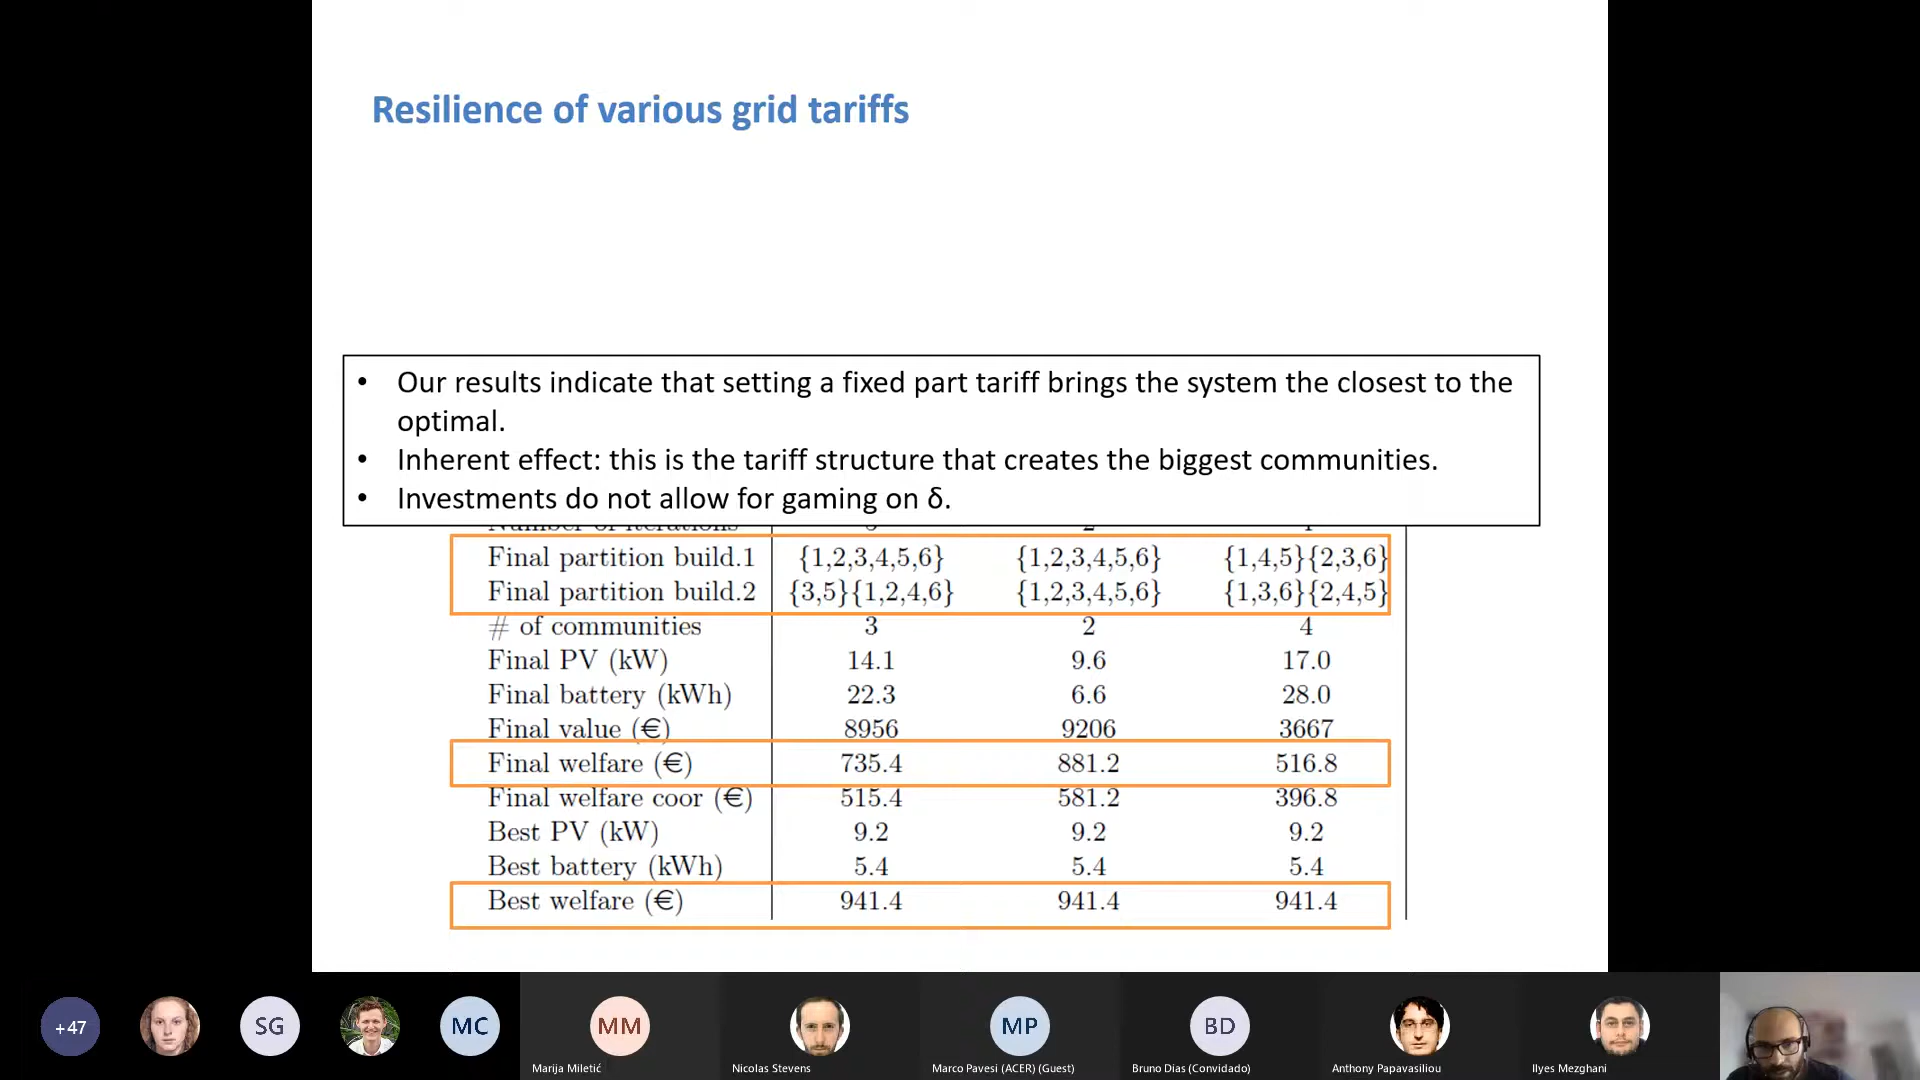 Resilience of various grid tariffs
• Our results indicate that setting a fixed part tariff brings the system the closest to the
optimal.
• Inherent effect: this is the tariff structure that creates the biggest communities.
• Investments do not allow for gaming on δ.
Number of iterations
Final partition build.1 {1,2,3,4,5,6} {1,2,3,4,5,6} {1,4,5}{2,3,6}
Final partition build.2 {3,5}{1,2,4,6} {1,2,3,4,5,6} {1,3,6}{2,4,5}
# of communities 3 2 4
Final PV (kW) 14.1 9.6 17.0
Final battery (kWh) 22.3 6.6 28.0
Final value (€) 8956 9206 3667
Final welfare (€) 735.4 881.2 516.8
Final welfare coor (€) 515.4 581.2 396.8
Best PV (kW) 9.2 9.2 9.2
Best battery (kWh) 5.4 5.4 5.4
Best welfare (€) 941.4 941.4 941.4
+47 SG MC MM MP BD
Marija Miletić Nicolas Stevens Marco Pavesi (ACER) (Guest) Bruno Dias (Convidado) Anthony Papavasiliou Ilyes Mezghani